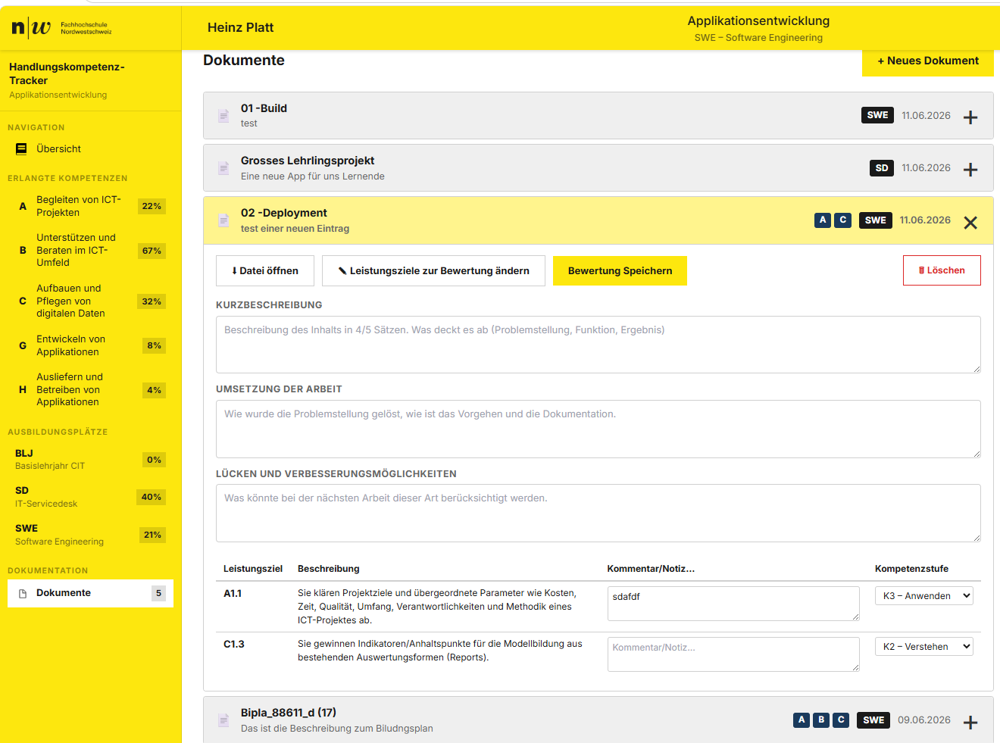 n|w Fachhochschule
Nordwestschweiz
Heinz Platt
Applikationsentwicklung
SWE – Software Engineering
Handlungskompetenz-
Tracker
Applikationsentwicklung
NAVIGATION
Übersicht
ERLANGTE KOMPETENZEN
A Begleiten von ICT-
Projekten 22%
B Unterstützen und
Beraten im ICT-
Umfeld 67%
C Aufbauen und
Pflegen von
digitalen Daten 32%
G Entwickeln von
Applikationen 8%
H Ausliefern und
Betreiben von
Applikationen 4%
AUSBILDUNGSPLÄTZE
BLJ
Basislehrjahr CIT 0%
SD
IT-Servicedesk 40%
SWE
Software Engineering 21%
DOKUMENTATION
Dokumente 5
Dokumente
+ Neues Dokument
01 -Build
test
SWE 11.06.2026 +
Grosses Lehrlingsprojekt
Eine neue App für uns Lernende
SD 11.06.2026 +
02 -Deployment
test einer neuen Eintrag
A C SWE 11.06.2026 ✕
⬇ Datei öffnen ✎ Leistungsziele zur Bewertung ändern Bewertung Speichern Löschen
KURZBESCHREIBUNG
Beschreibung des Inhalts in 4/5 Sätzen. Was deckt es ab (Problemstellung, Funktion, Ergebnis)
UMSETZUNG DER ARBEIT
Wie wurde die Problemstellung gelöst, wie ist das Vorgehen und die Dokumentation.
LÜCKEN UND VERBESSERUNGSMÖGLICHKEITEN
Was könnte bei der nächsten Arbeit dieser Art berücksichtigt werden.
Leistungsziel Beschreibung Kommentar/Notiz... Kompetenzstufe
A1.1 Sie klären Projektziele und übergeordnete Parameter wie Kosten,
Zeit, Qualität, Umfang, Verantwortlichkeiten und Methodik eines
ICT-Projektes ab.
sdafdf
K3 – Anwenden
C1.3 Sie gewinnen Indikatoren/Anhaltspunkte für die Modellbildung aus
bestehenden Auswertungsformen (Reports).
Kommentar/Notiz...
K2 – Verstehen
Bipla_88611_d (17)
Das ist die Beschreibung zum Biludngsplan
A B C SWE 09.06.2026 +